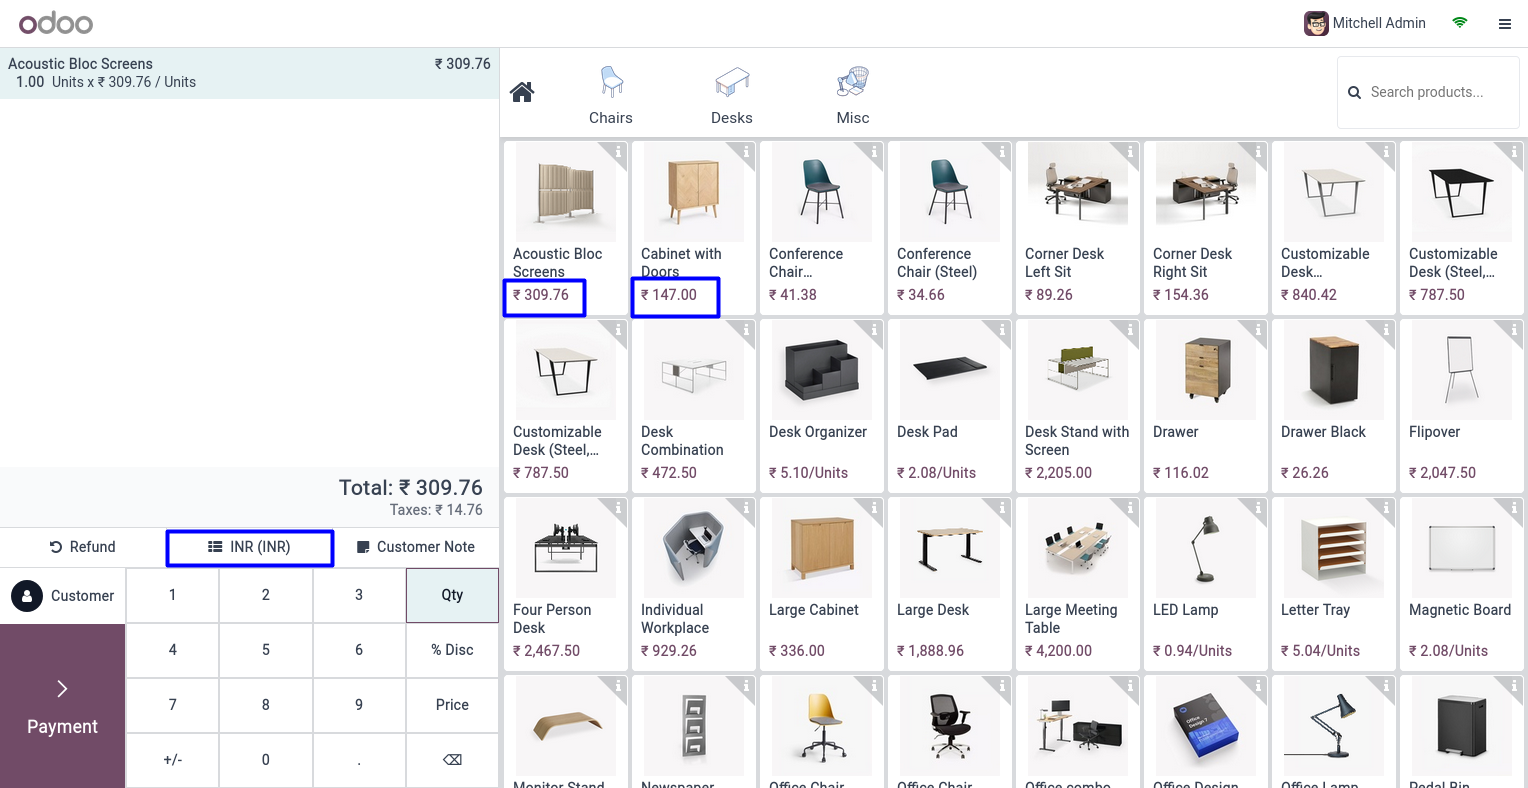 odoo
Mitchell Admin
Acoustic Bloc Screens ₹ 309.76
1.00 Units x ₹ 309.76 / Units
Chairs
Desks
Misc
Search products...
Acoustic Bloc
Screens
₹ 309.76
Cabinet with
Doors
₹ 147.00
Conference
Chair...
₹ 41.38
Conference
Chair (Steel)
₹ 34.66
Corner Desk
Left Sit
₹ 89.26
Corner Desk
Right Sit
₹ 154.36
Customizable
Desk...
₹ 840.42
Customizable
Desk (Steel,...
₹ 787.50
Customizable
Desk (Steel,...
₹ 787.50
Desk
Combination
₹ 472.50
Desk Organizer
₹ 5.10/Units
Desk Pad
₹ 2.08/Units
Desk Stand with
Screen
₹ 2,205.00
Drawer
₹ 116.02
Drawer Black
₹ 26.26
Flipover
₹ 2,047.50
Four Person
Desk
₹ 2,467.50
Individual
Workplace
₹ 929.26
Large Cabinet
₹ 336.00
Large Desk
₹ 1,888.96
Large Meeting
Table
₹ 4,200.00
LED Lamp
₹ 0.94/Units
Letter Tray
₹ 5.04/Units
Magnetic Board
₹ 2.08/Units
Office
Design 7
Monitor Stand
Newspaper
Office Chair
Office Chair
Office combo
Office Design
Office Lamp
Pedal Bin
Total: ₹ 309.76
Taxes: ₹ 14.76
Refund
INR (INR)
Customer Note
Customer
1 2 3 Qty
4 5 6 % Disc
7 8 9 Price
+/- 0 .
Payment